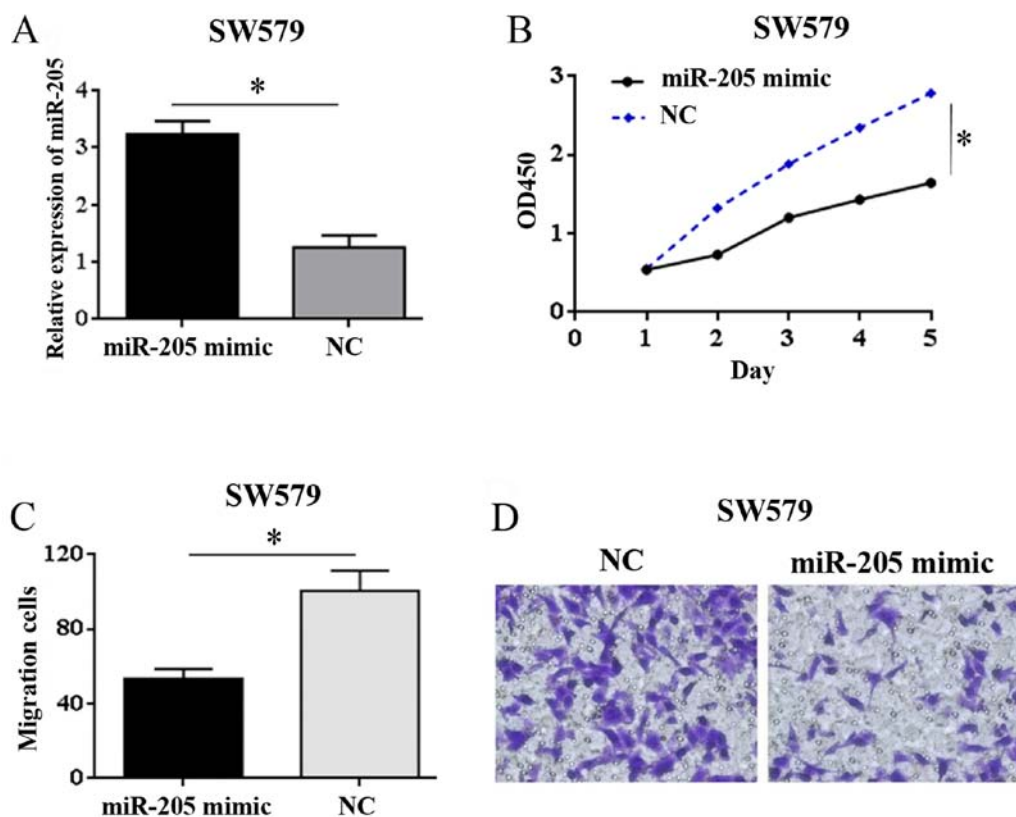 A
SW579
Relative expression of miR-205
4
3
2
1
0
*
miR-205 mimic
NC
B
SW579
miR-205 mimic
NC
OD450
3
2
1
0
*
0 1 2 3 4 5
Day
C
SW579
Migration cells
120
80
40
0
*
miR-205 mimic
NC
D
SW579
NC
miR-205 mimic